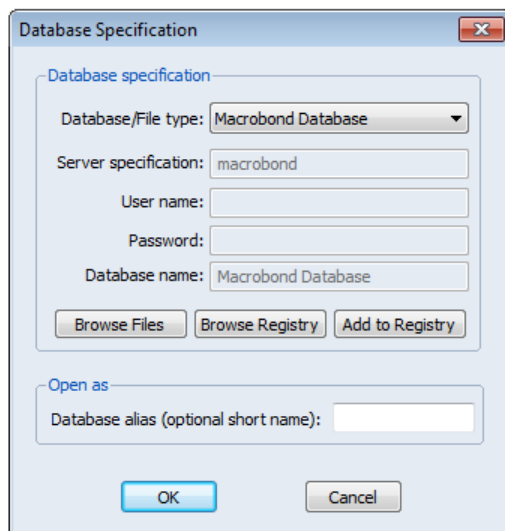 Database Specification
Database specification
Database/File type: Macrobond Database
Server specification: macrobond
User name:
Password:
Database name: Macrobond Database
Browse Files Browse Registry Add to Registry
Open as
Database alias (optional short name):
OK Cancel